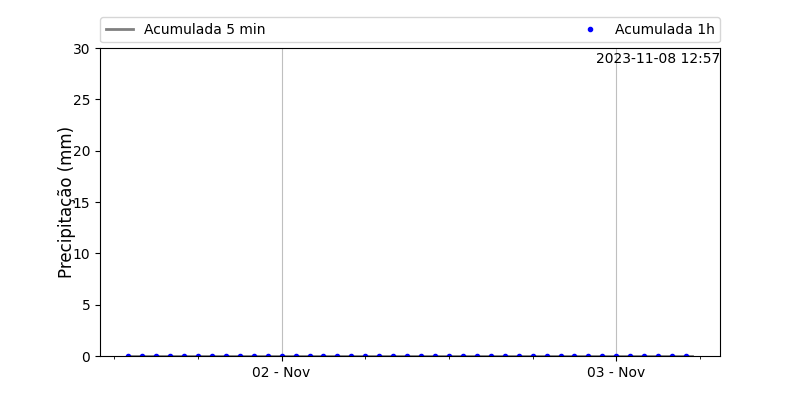 Acumulada 5 min
Acumulada 1h
2023-11-08 12:57
Precipitação (mm)
30
25
20
15
10
5
0
02 - Nov
03 - Nov